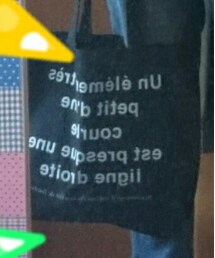 Un élément très
petit d'une
courbe
est presque une
ligne droite